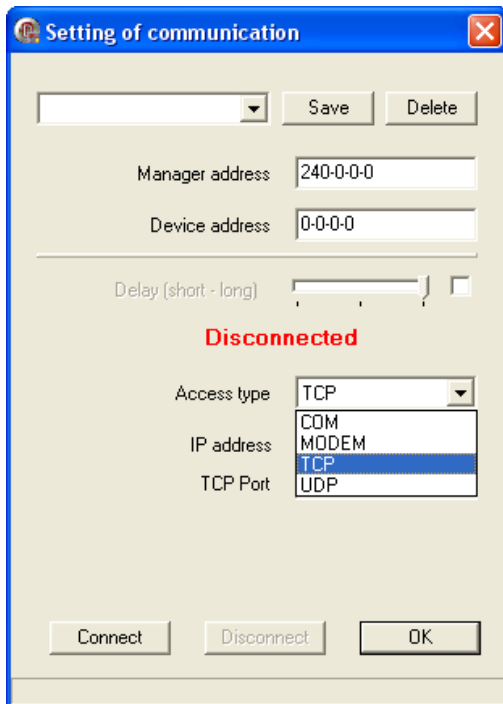 Setting of communication
Save Delete
Manager address 240-0-0-0
Device address 0-0-0-0
Delay (short - long)
Disconnected
Access type TCP
COM
IP address MODEM
TCP
TCP Port UDP
Connect Disconnect OK